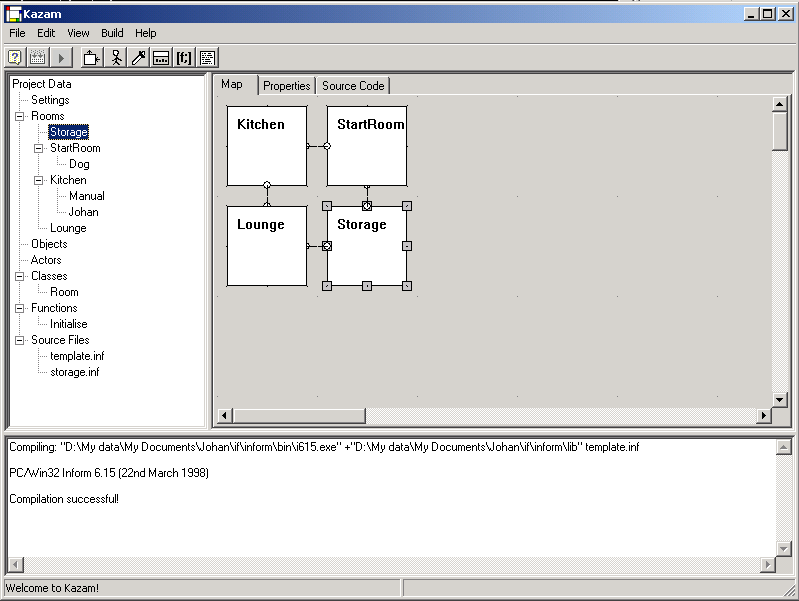 Kazam
File Edit View Build Help
Project Data
Settings
Rooms
Storage
StartRoom
Dog
Kitchen
Manual
Johan
Lounge
Objects
Actors
Classes
Room
Functions
Initialise
Source Files
template.inf
storage.inf
Map Properties Source Code
Kitchen StartRoom
Lounge Storage
Compiling: "D:\My data\My Documents\Johan\if\inform\bin\i615.exe" +"D:\My data\My Documents\Johan\if\inform\lib" template.inf
PC/Win32 Inform 6.15 (22nd March 1998)
Compilation successful!
Welcome to Kazam!